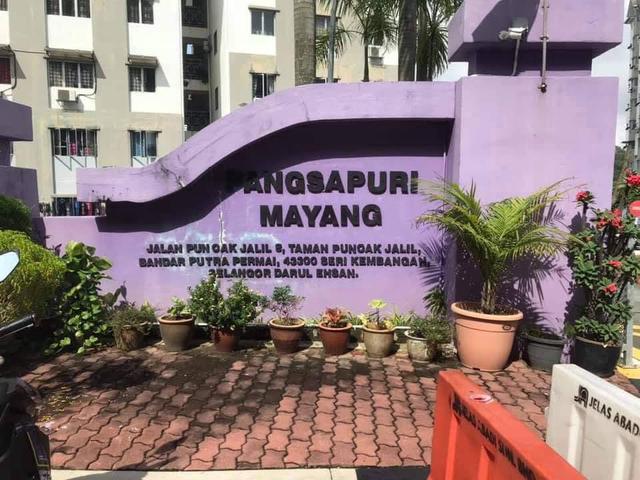 PANGSAPURI
MAYANG
JALAN PUNCAK JALIL 6, TAMAN PUNCAK JALIL,
BANDAR PUTRA PERMAI, 43300 SERI KEMBANGAN,
SELANGOR DARUL EHSAN.
JELAS ABADI